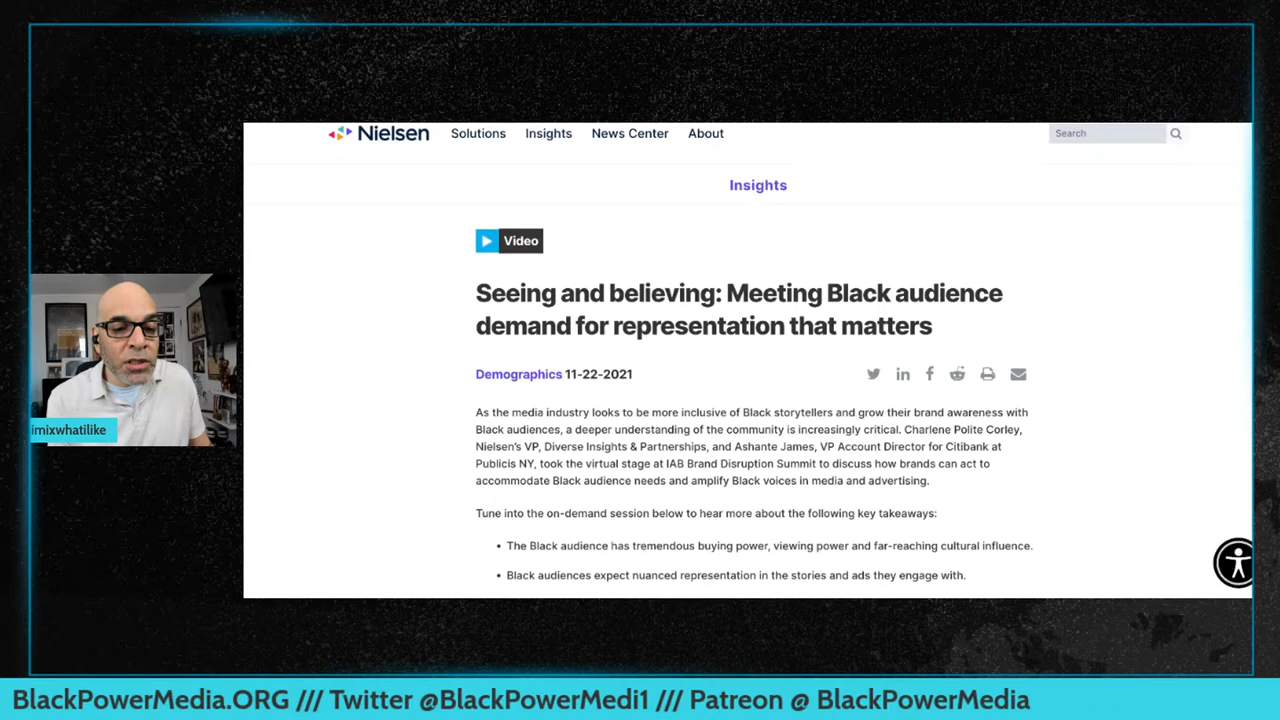 Nielsen Solutions Insights News Center About Search
Insights
Video
Seeing and believing: Meeting Black audience
demand for representation that matters
Demographics 11-22-2021
As the media industry looks to be more inclusive of Black storytellers and grow their brand awareness with
Black audiences, a deeper understanding of the community is increasingly critical. Charlene Polite Corley,
Nielsen's VP, Diverse Insights & Partnerships, and Ashante James, VP Account Director for Citibank at
Publicis NY, took the virtual stage at IAB Brand Disruption Summit to discuss how brands can act to
accommodate Black audience needs and amplify Black voices in media and advertising.
Tune into the on-demand session below to hear more about the following key takeaways:
• The Black audience has tremendous buying power, viewing power and far-reaching cultural influence.
• Black audiences expect nuanced representation in the stories and ads they engage with.
imixwhatilike
BlackPowerMedia.ORG /// Twitter @BlackPowerMedi1 /// Patreon @ BlackPowerMedia